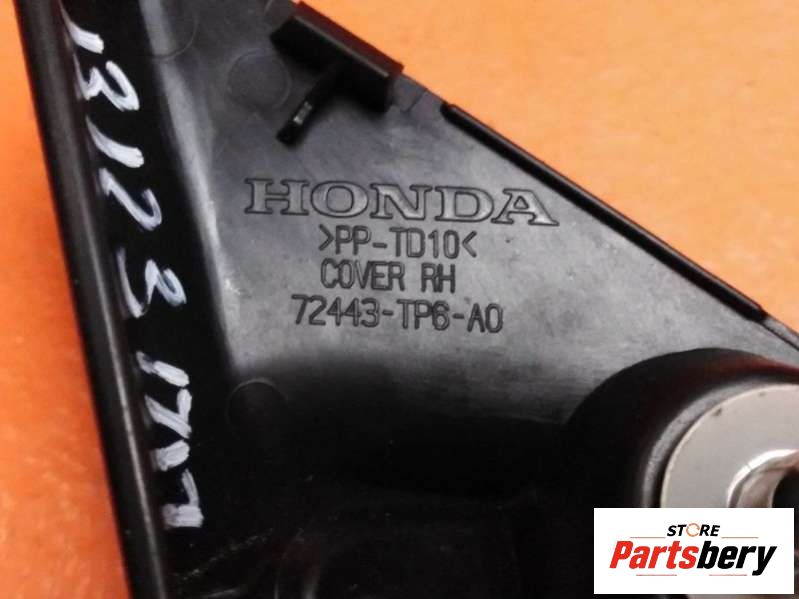 HONDA
>PP-TD10<
COVER RH
72443-TP6-A0
STORE
Partsbery